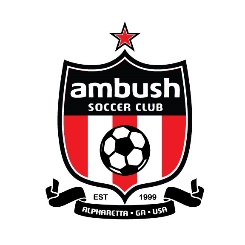 ambush
SOCCER CLUB
EST 1999
ALPHARETTA • GA • USA